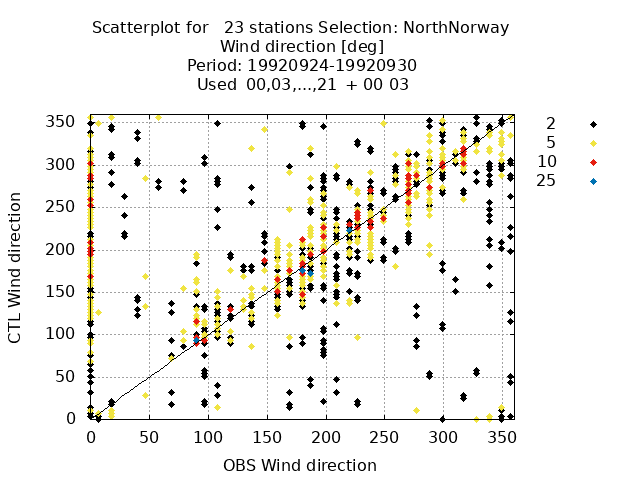 Scatterplot for   23 stations Selection: NorthNorway
Wind direction [deg]
Period: 19920924-19920930
Used  00,03,...,21  + 00 03
2
5
10
25
350
300
250
200
150
100
50
0
CTL Wind direction
0 50 100 150 200 250 300 350
OBS Wind direction